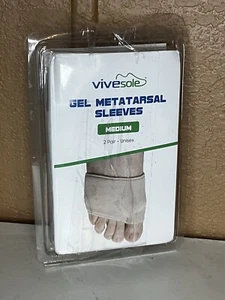 vivesole
GEL METATARSAL
SLEEVES
MEDIUM
2 Pair - Unisex